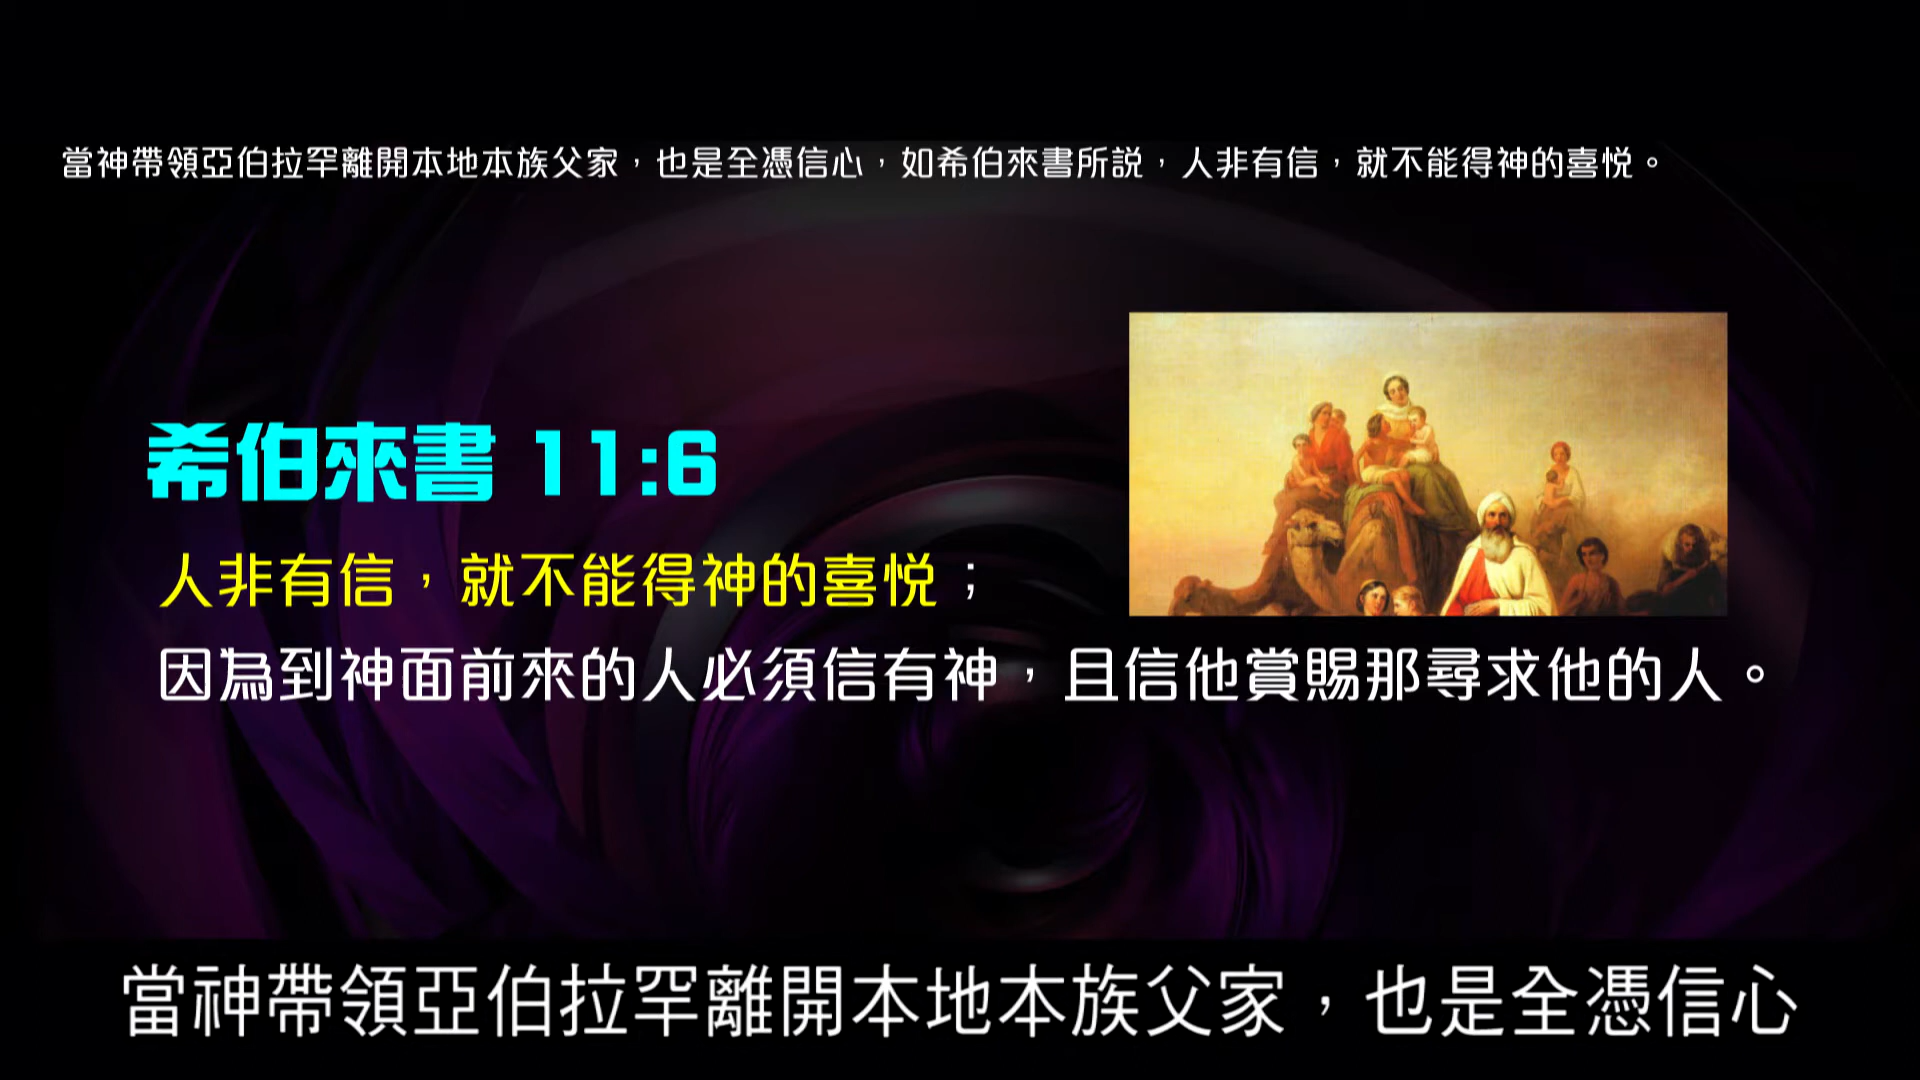 當神帶領亞伯拉罕離開本地本族父家，也是全憑信心，如希伯來書所説，人非有信，就不能得神的喜悦。
希伯來書 11:6
人非有信，就不能得神的喜悦；
因為到神面前來的人必須信有神，且信他賞賜那尋求他的人。
當神帶領亞伯拉罕離開本地本族父家，也是全憑信心